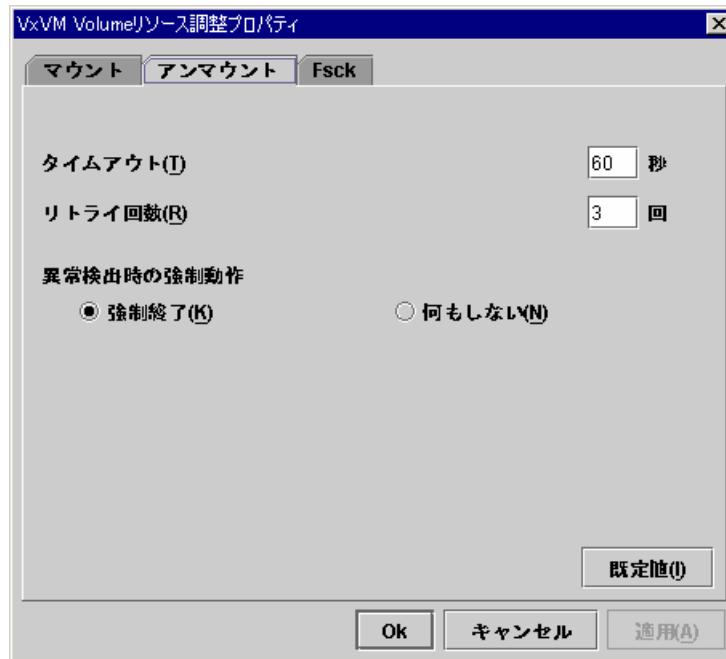 VxVM Volumeリソース調整プロパティ
マウント アンマウント Fsck
タイムアウト(T) 60 秒
リトライ回数(R) 3 回
異常検出時の強制動作
強制終了(K) 何もしない(N)
既定値(I)
Ok キャンセル 適用(A)